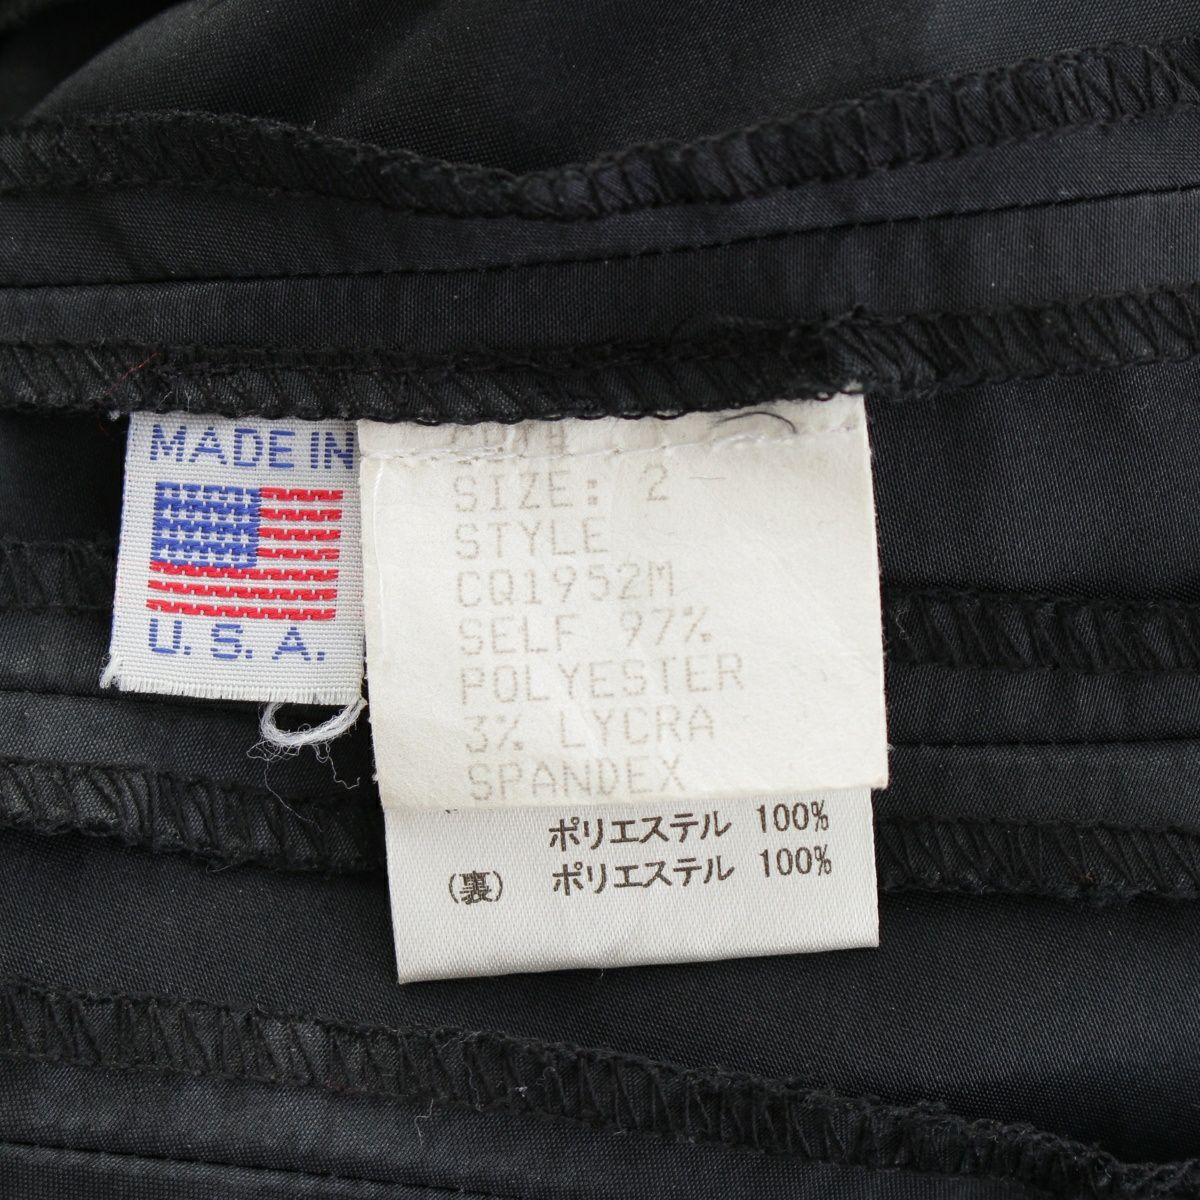 MADE IN
U.S.A.
SIZE: 2
STYLE
CQ1952M
SELF 97%
POLYESTER
3% LYCRA
SPANDEX
ポリエステル 100%
(裏) ポリエステル 100%